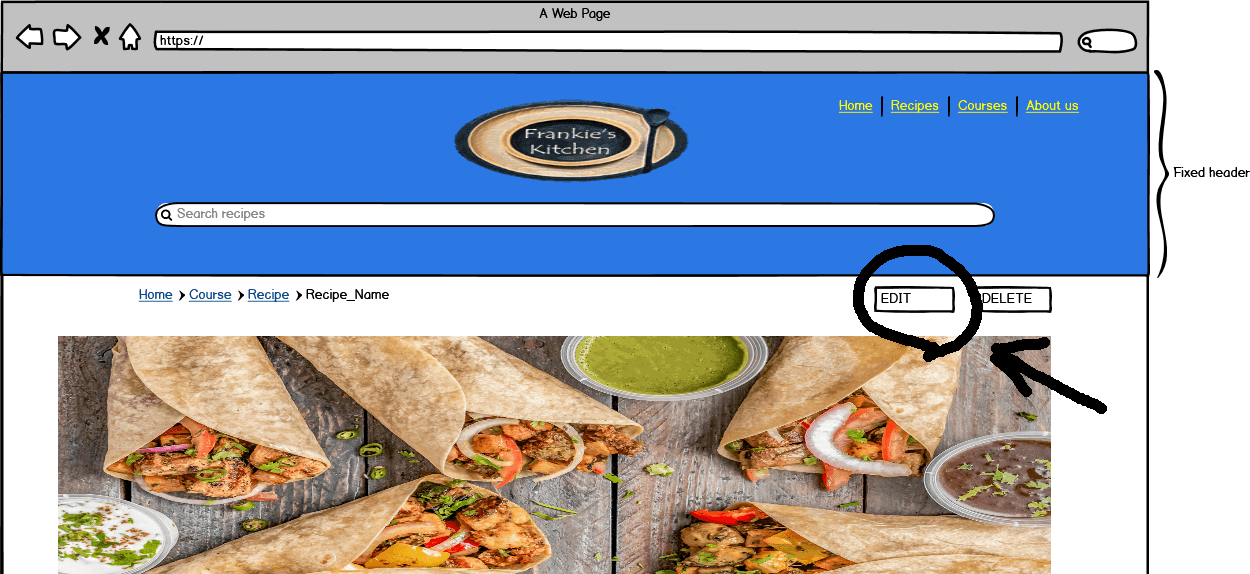 A Web Page
https://
Home
Recipes
Courses
About us
Frankie's
Kitchen
Fixed header
Search recipes
Home
Course
Recipe
Recipe_Name
EDIT
DELETE